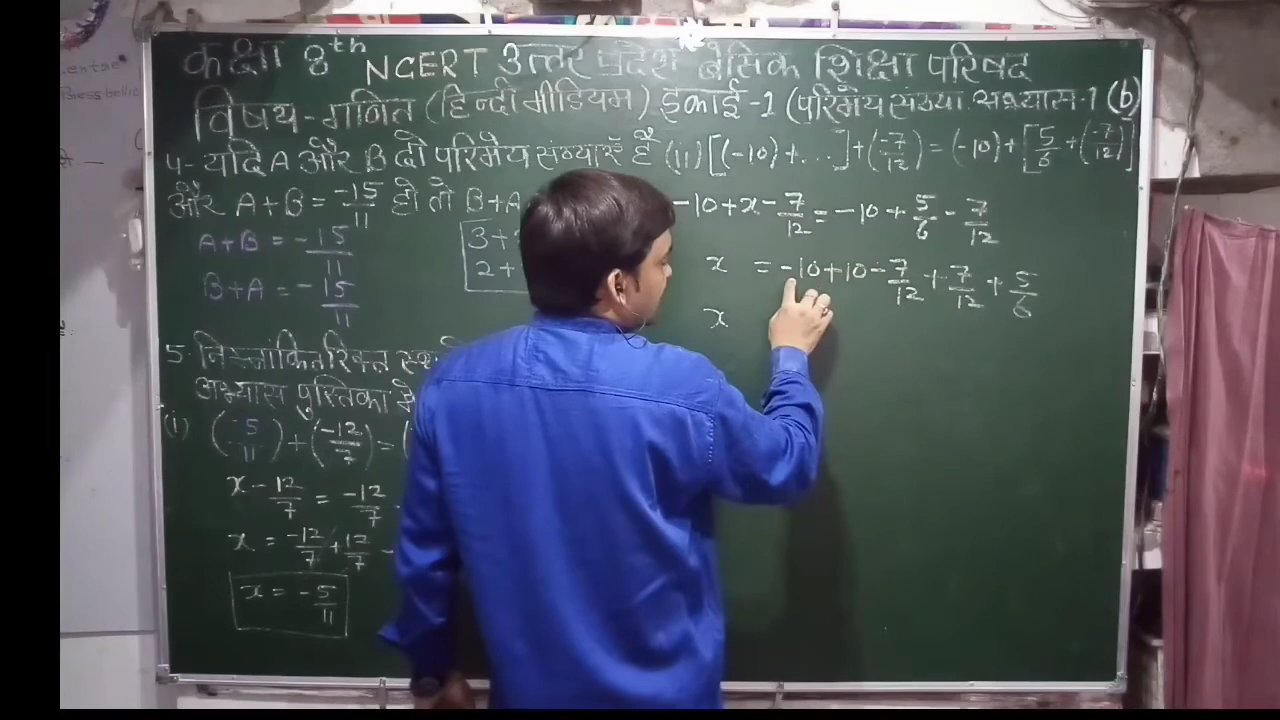 कक्षा 8th NCERT उत्तर प्रदेश बेसिक शिक्षा परिषद
विषय-गणित (हिन्दी मीडियम) इकाई-1 (परिमेय संख्या अभ्यास-1 (b)
4- यदि A और B दो परिमेय संख्याएँ हैं
और A+B = -15/11 हो तो B+A
A+B = -15/11
B+A = -15/11
3+
2+
5. निम्नांकित रिक्त
अभ्यास पुस्तिका में
(i) (-5/11)+(-12/7)=(
x-12/7 = -12/7
x = -12/7+12/7 -
x = -5/11
(ii) [(-10)+...]+(-7/12)=(-10)+[5/6+(-7/12)]
-10+x-7/12=-10+5/6-7/12
x =-10+10-7/12+7/12+5/6
x